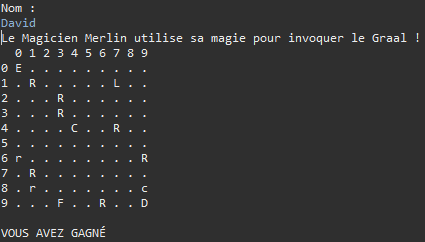 Nom :
David
Le Magicien Merlin utilise sa magie pour invoquer le Graal !
  0 1 2 3 4 5 6 7 8 9
0 E . . . . . . . . .
1 . R . . . . . L . .
2 . . . R . . . . . .
3 . . . R . . . . . .
4 . . . . C . . R . .
5 . . . . . . . . . .
6 r . . . . . . . . R
7 . R . . . . . . . .
8 . r . . . . . . . c
9 . . . F . . R . . D
VOUS AVEZ GAGNÉ